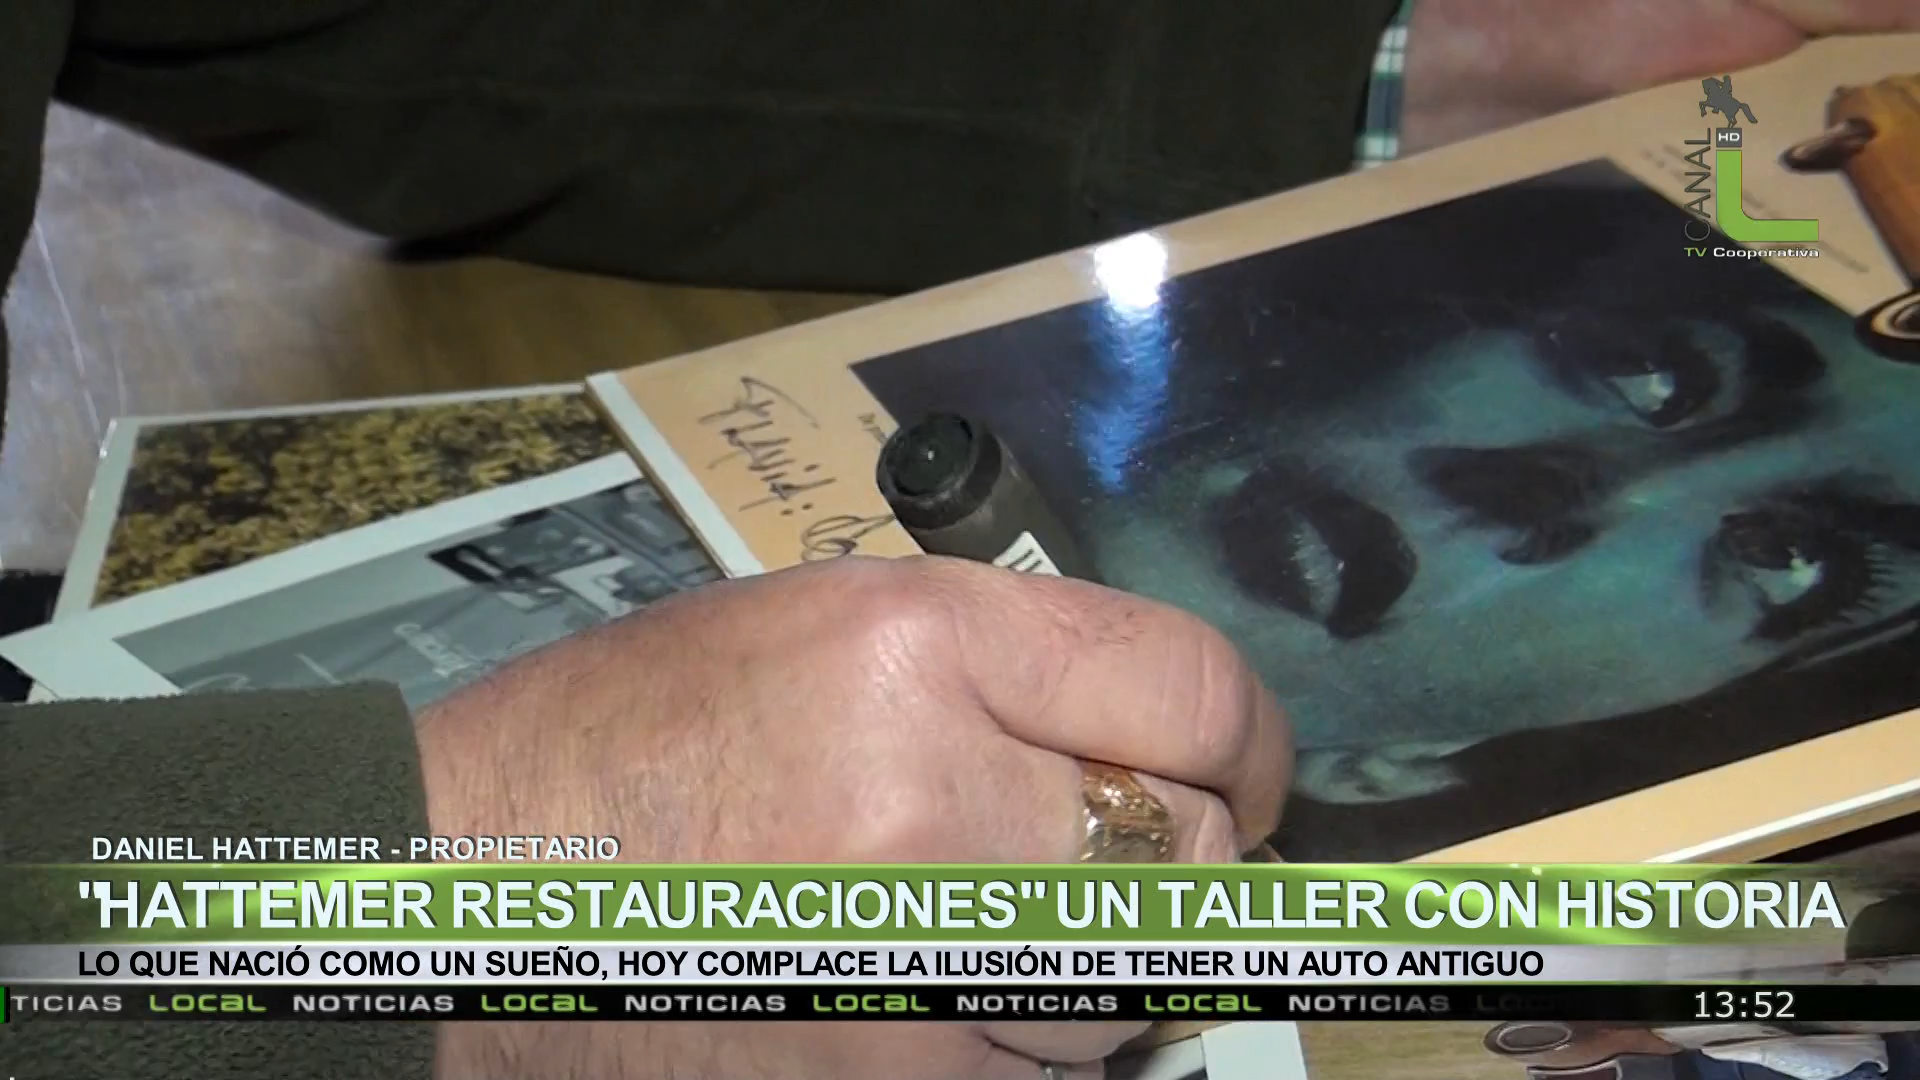 CANAL
HD
L
TV Cooperativa
DANIEL HATTEMER - PROPIETARIO
"HATTEMER RESTAURACIONES" UN TALLER CON HISTORIA
LO QUE NACIÓ COMO UN SUEÑO, HOY COMPLACE LA ILUSIÓN DE TENER UN AUTO ANTIGUO
TICIAS LOCAL NOTICIAS LOCAL NOTICIAS LOCAL NOTICIAS LOCAL NOTICIAS LOCAL
13:52